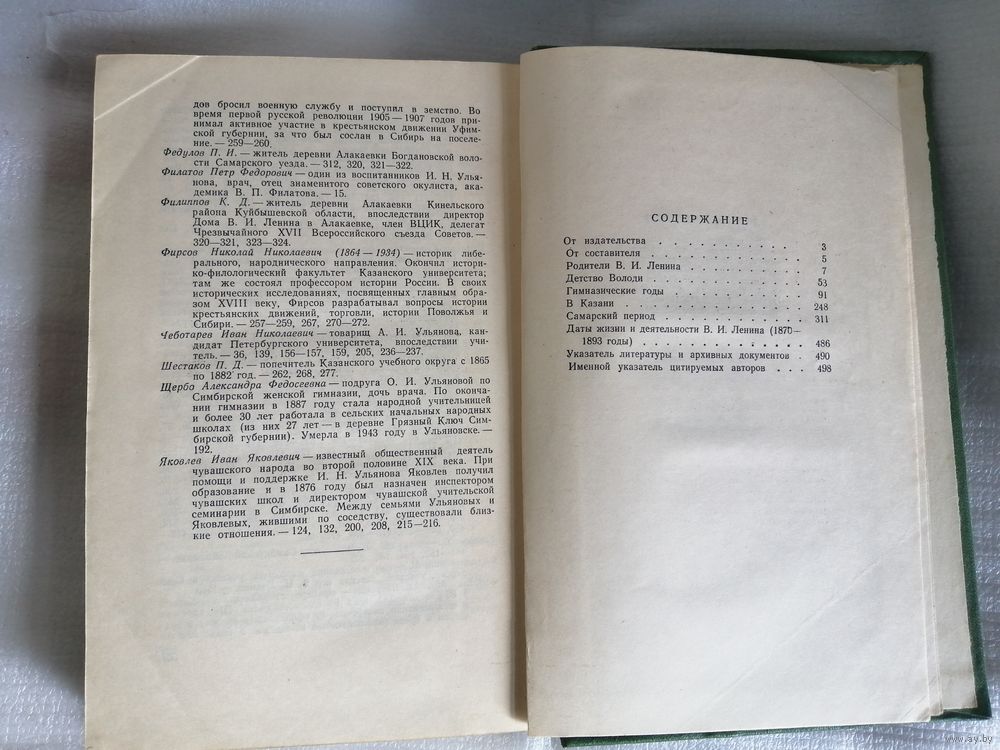 дов бросил военную службу и поступил в земство. Во
время первой русской революции 1905—1907 годов при-
нимал активное участие в крестьянском движении Уфим-
ской губернии, за что был сослан в Сибирь на поселе-
ние. — 259—260.
Федулов П. И. — житель деревни Алакаевки Богдановской воло-
сти Самарского уезда. — 312, 320, 321—322.
Филатов Петр Федорович — один из воспитанников И. Н. Улья-
нова, врач, отец знаменитого советского окулиста, ака-
демика В. П. Филатова. — 15.
Филиппов К. Д. — житель деревни Алакаевки Кинельского
района Куйбышевской области, впоследствии директор
Дома В. И. Ленина в Алакаевке, член ВЦИК, делегат
Чрезвычайного XVII Всероссийского съезда Советов. —
320—321, 323—324.
Фирсов Николай Николаевич (1864—1934) — историк либе-
рального, народнического направления. Окончил истори-
ко-филологический факультет Казанского университета;
там же состоял профессором истории России. В своих
исторических исследованиях, посвященных главным обра-
зом XVIII веку, Фирсов разрабатывал вопросы истории
крестьянских движений, торговли, истории Поволжья и
Сибири. — 257—259, 267, 270—272.
Чеботарев Иван Николаевич — товарищ А. И. Ульянова, кан-
дидат Петербургского университета, впоследствии учи-
тель. — 36, 139, 156—157, 159, 205, 236—237.
Шестаков П. Д. — попечитель Казанского учебного округа с 1865
по 1882 год. — 262, 268, 277.
Щербо Александра Федосеевна — подруга О. И. Ульяновой по
Симбирской женской гимназии, дочь врача. По оконча-
нии гимназии в 1887 году стала народной учительницей
и более 30 лет работала в сельских начальных народных
школах (из них 27 лет — в деревне Грязный Ключ Сим-
бирской губернии). Умерла в 1943 году в Ульяновске. —
192.
Яковлев Иван Яковлевич — известный общественный деятель
чувашского народа во второй половине XIX века. При
помощи и поддержке И. Н. Ульянова Яковлев получил
образование и в 1876 году был назначен инспектором
чувашских школ и директором чувашской учительской
семинарии в Симбирске. Между семьями Ульяновых и
Яковлевых, жившими по соседству, существовали близ-
кие отношения. — 124, 132, 200, 208, 215—216.
СОДЕРЖАНИЕ
От издательства . . . . . . . . . . . 3
От составителя . . . . . . . . . . . 5
Родители В. И. Ленина . . . . . . . . . 7
Детство Володи . . . . . . . . . . . 53
Гимназические годы . . . . . . . . . . 91
В Казани . . . . . . . . . . . . . 248
Самарский период . . . . . . . . . . 311
Даты жизни и деятельности В. И. Ленина (1870—
1893 годы) . . . . . . . . . . . . 486
Указатель литературы и архивных документов . 490
Именной указатель цитируемых авторов . . . 498
www.ay.by